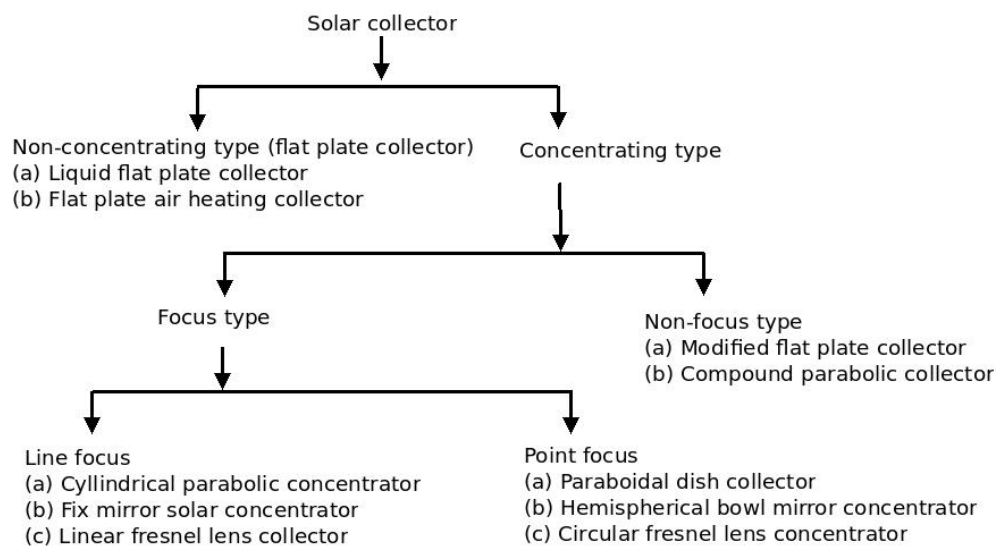 Solar collector
Non-concentrating type (flat plate collector)
(a) Liquid flat plate collector
(b) Flat plate air heating collector
Concentrating type
Focus type
Non-focus type
(a) Modified flat plate collector
(b) Compound parabolic collector
Line focus
(a) Cyllindrical parabolic concentrator
(b) Fix mirror solar concentrator
(c) Linear fresnel lens collector
Point focus
(a) Paraboidal dish collector
(b) Hemispherical bowl mirror concentrator
(c) Circular fresnel lens concentrator